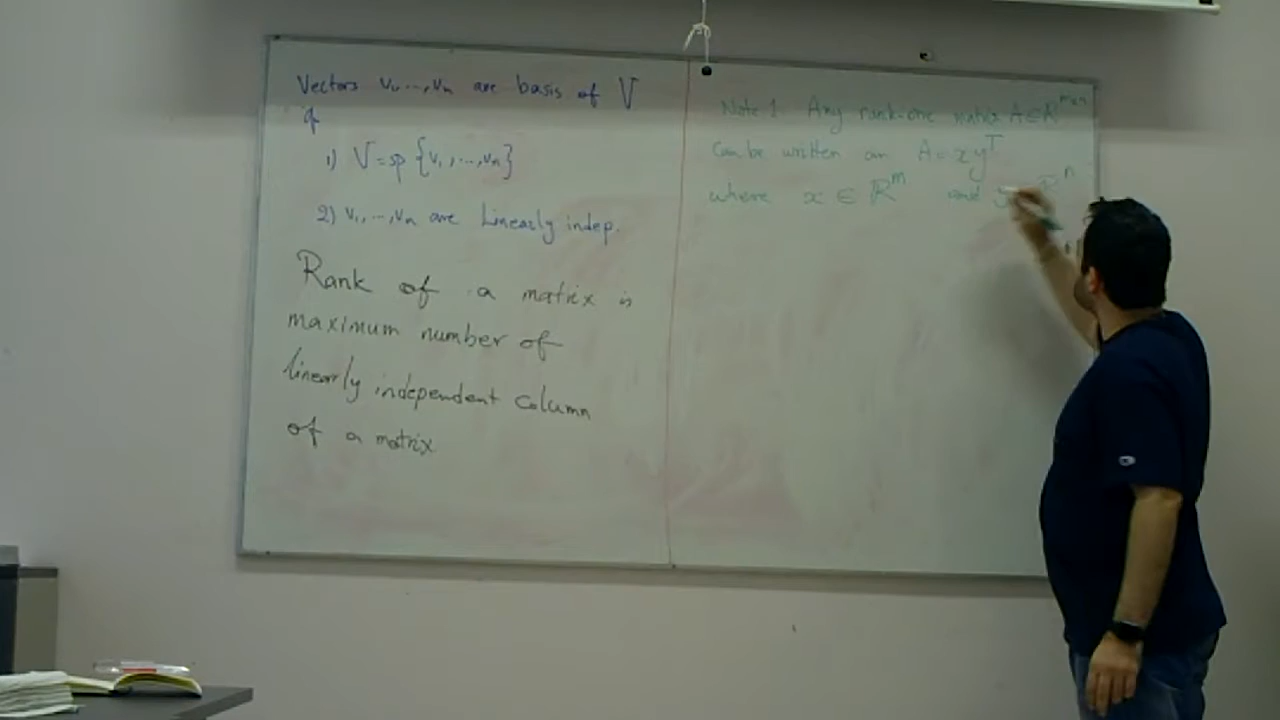 Vectors v₁,...,vₙ are basis of V
if
1) V = sp {v₁,...,vₙ}
2) v₁,...,vₙ are Linearly indep.
Rank of a matrix is
maximum number of
linearly independent column
of a matrix
Note 1 Any rank-one matrix A∈ℝᵐˣⁿ
Can be written as A = xyᵀ
where x ∈ ℝᵐ and